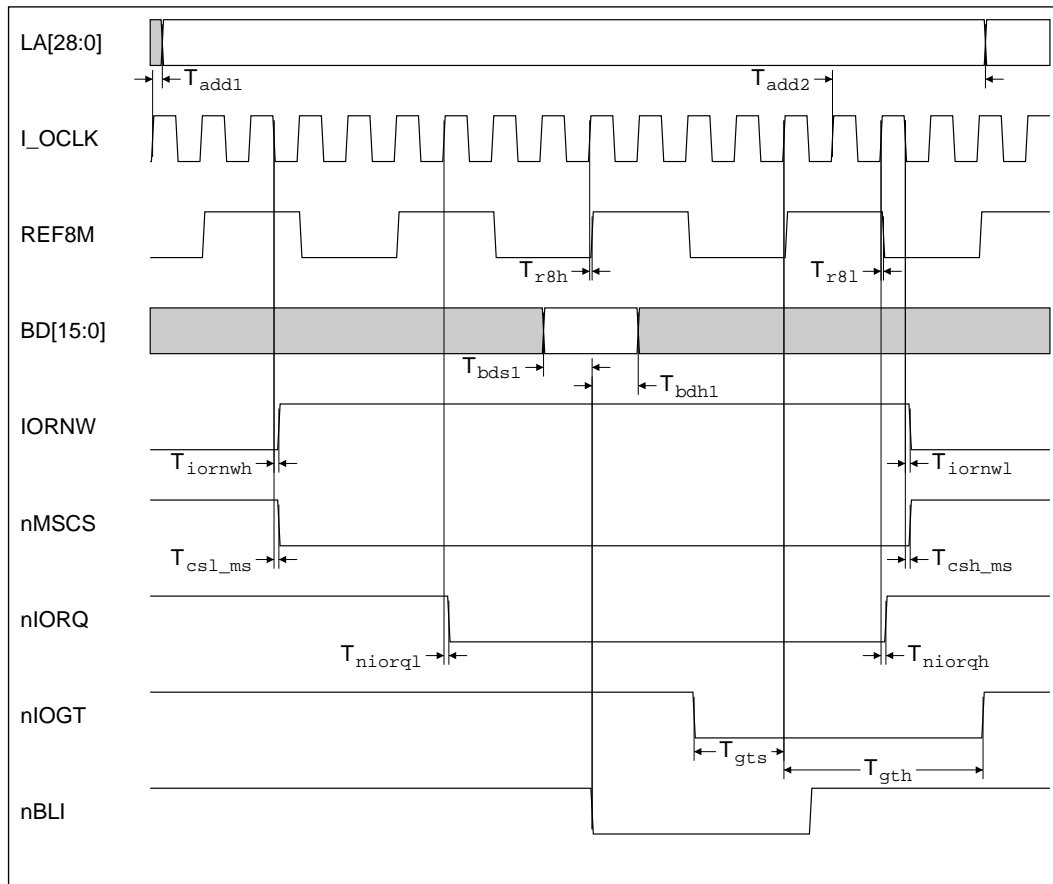 LA[28:0]
Tadd1
Tadd2
I_OCLK
REF8M
Tr8h
Tr8l
BD[15:0]
Tbds1
Tbdh1
IORNW
Tiornwh
Tiornwl
nMSCS
Tcsl_ms
Tcsh_ms
nIORQ
Tniorql
Tniorqh
nIOGT
Tgts
Tgth
nBLI